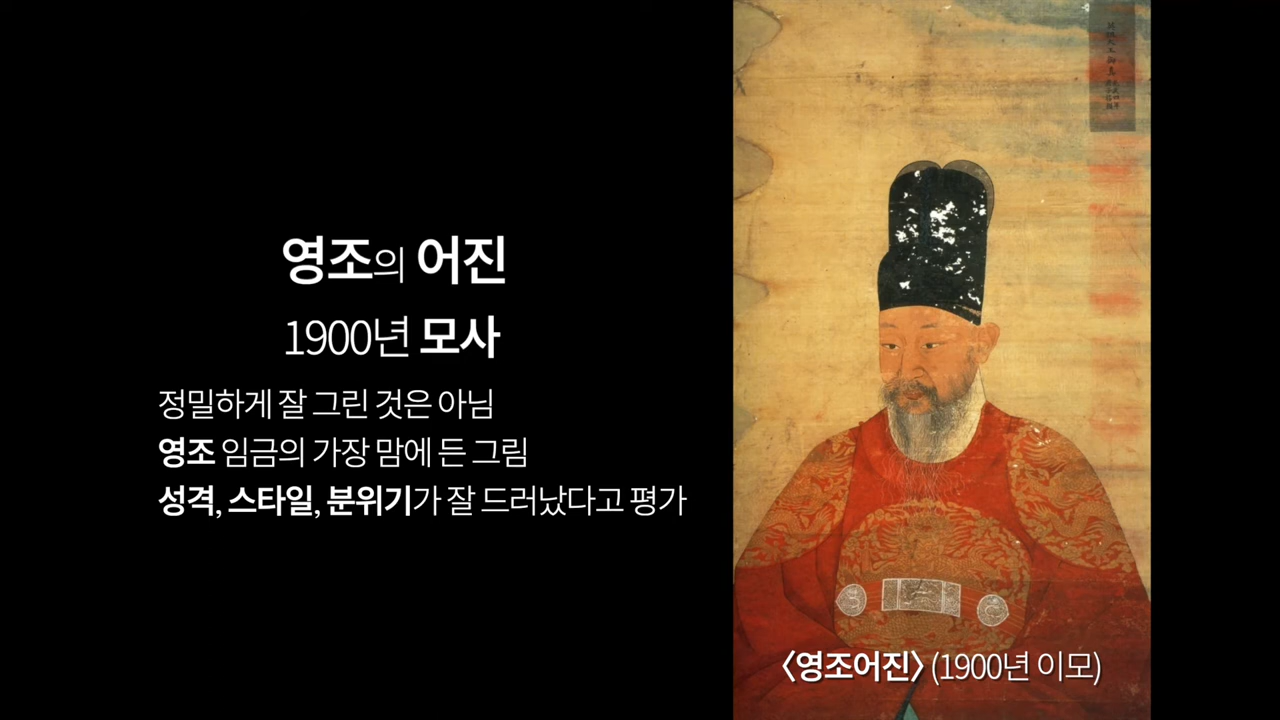 영조의 어진
1900년 모사
정밀하게 잘 그린 것은 아님
영조 임금의 가장 맘에 든 그림
성격, 스타일, 분위기가 잘 드러났다고 평가
〈영조어진〉 (1900년 이모)